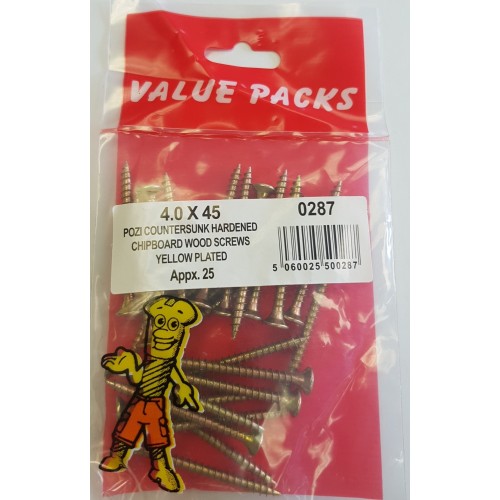 VALUE PACKS
4.0 X 45
0287
POZI COUNTERSUNK HARDENED
CHIPBOARD WOOD SCREWS
YELLOW PLATED
Appx. 25
5 060025 500287